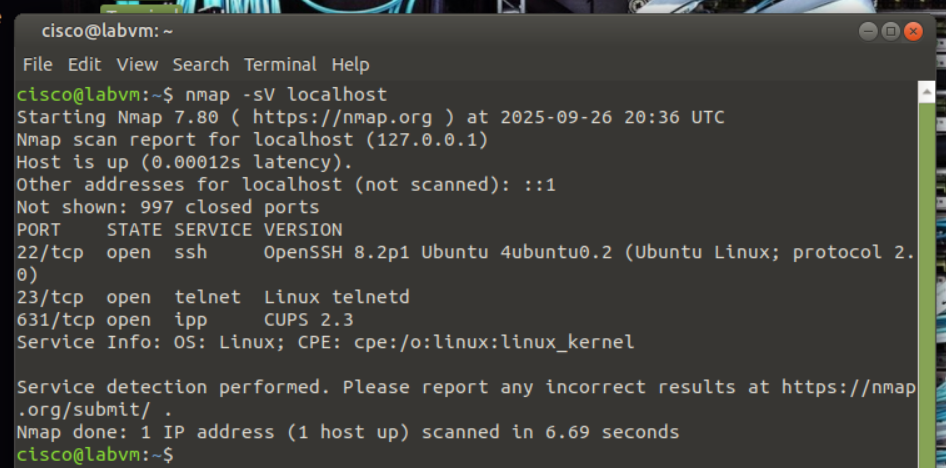 Terminal
cisco@labvm: ~
File Edit View Search Terminal Help
cisco@labvm:~$ nmap -sV localhost
Starting Nmap 7.80 ( https://nmap.org ) at 2025-09-26 20:36 UTC
Nmap scan report for localhost (127.0.0.1)
Host is up (0.00012s latency).
Other addresses for localhost (not scanned): ::1
Not shown: 997 closed ports
PORT    STATE SERVICE VERSION
22/tcp  open  ssh     OpenSSH 8.2p1 Ubuntu 4ubuntu0.2 (Ubuntu Linux; protocol 2.
0)
23/tcp  open  telnet  Linux telnetd
631/tcp open  ipp     CUPS 2.3
Service Info: OS: Linux; CPE: cpe:/o:linux:linux_kernel

Service detection performed. Please report any incorrect results at https://nmap
.org/submit/ .
Nmap done: 1 IP address (1 host up) scanned in 6.69 seconds
cisco@labvm:~$